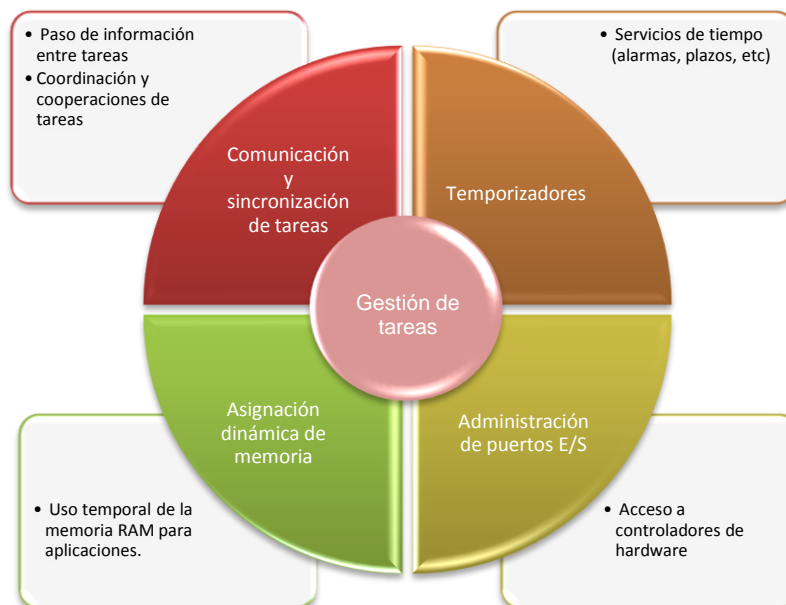 • Paso de información
entre tareas
• Coordinación y
cooperaciones de
tareas
• Servicios de tiempo
(alarmas, plazos, etc)
Comunicación
y
sincronización
de tareas
Temporizadores
Gestión de
tareas
Asignación
dinámica de
memoria
Administración
de puertos E/S
• Uso temporal de la
memoria RAM para
aplicaciones.
• Acceso a
controladores de
hardware